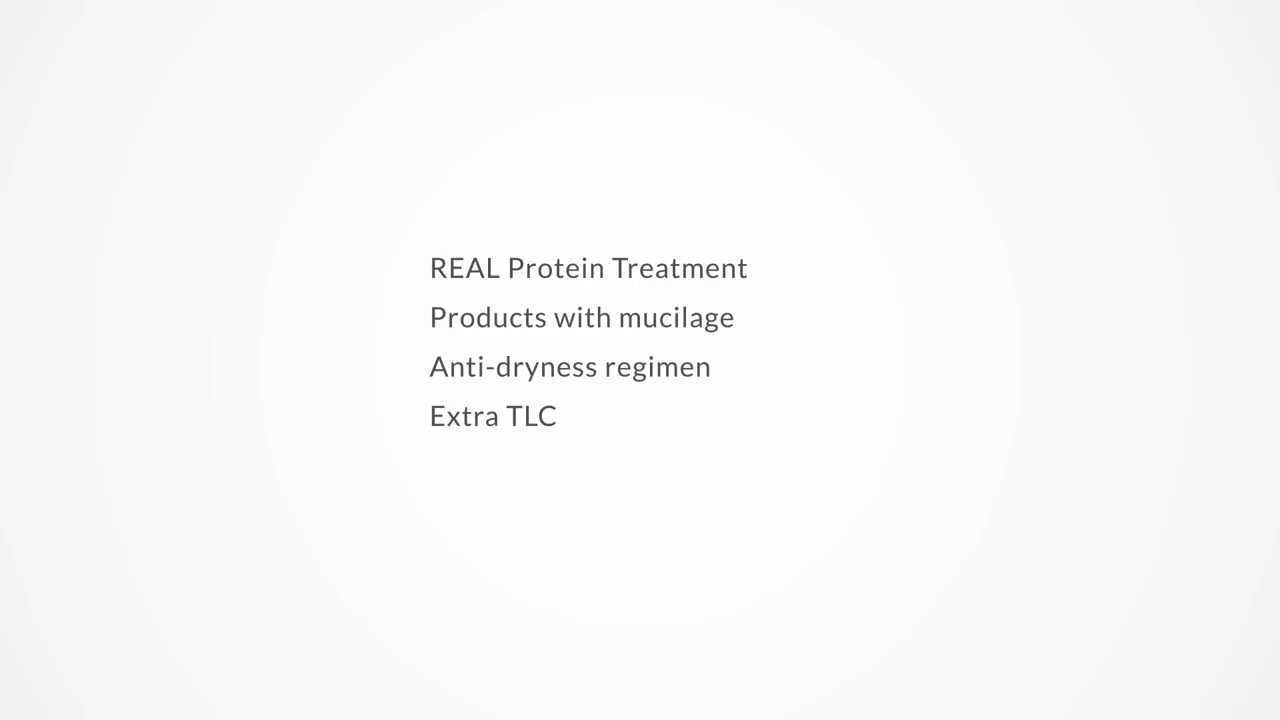 REAL Protein Treatment
Products with mucilage
Anti-dryness regimen
Extra TLC